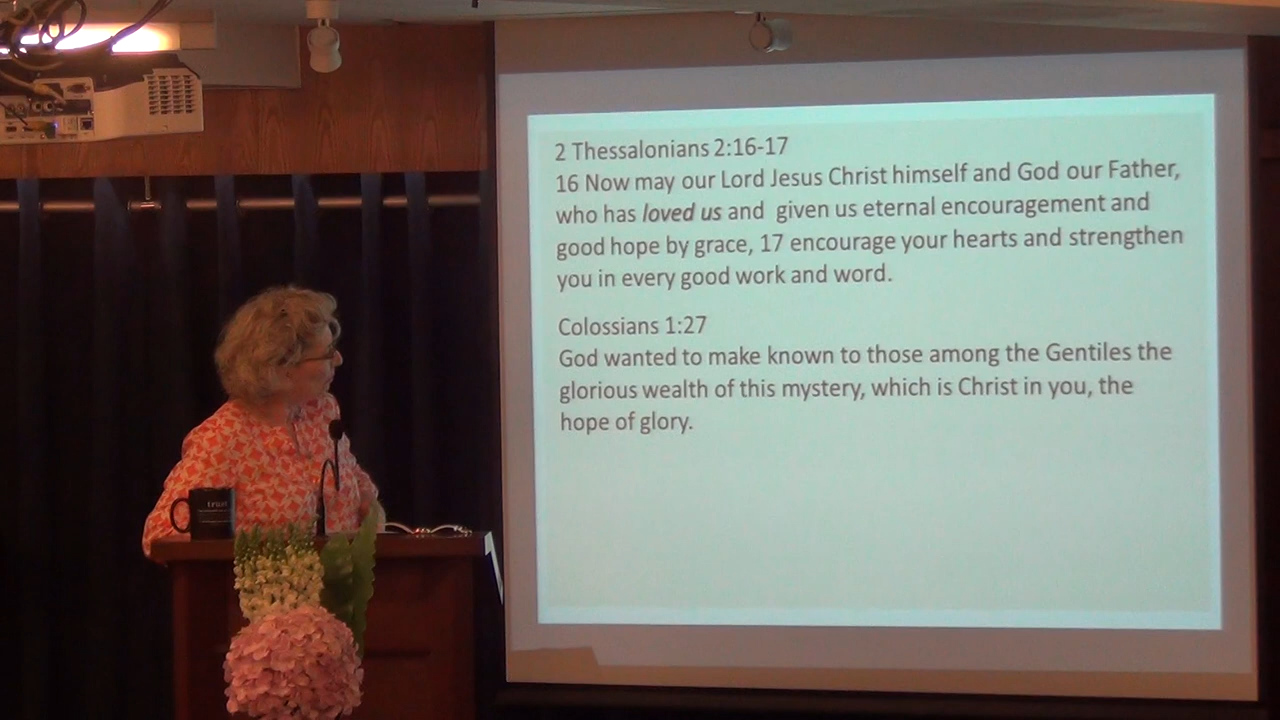 2 Thessalonians 2:16-17
16 Now may our Lord Jesus Christ himself and God our Father,
who has loved us and given us eternal encouragement and
good hope by grace, 17 encourage your hearts and strengthen
you in every good work and word.
Colossians 1:27
God wanted to make known to those among the Gentiles the
glorious wealth of this mystery, which is Christ in you, the
hope of glory.